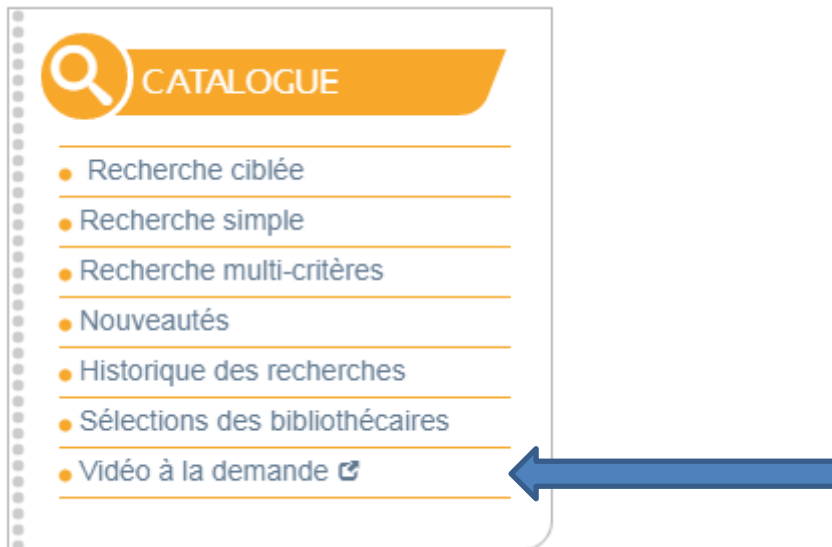 CATALOGUE
Recherche ciblée
Recherche simple
Recherche multi-critères
Nouveautés
Historique des recherches
Sélections des bibliothécaires
Vidéo à la demande